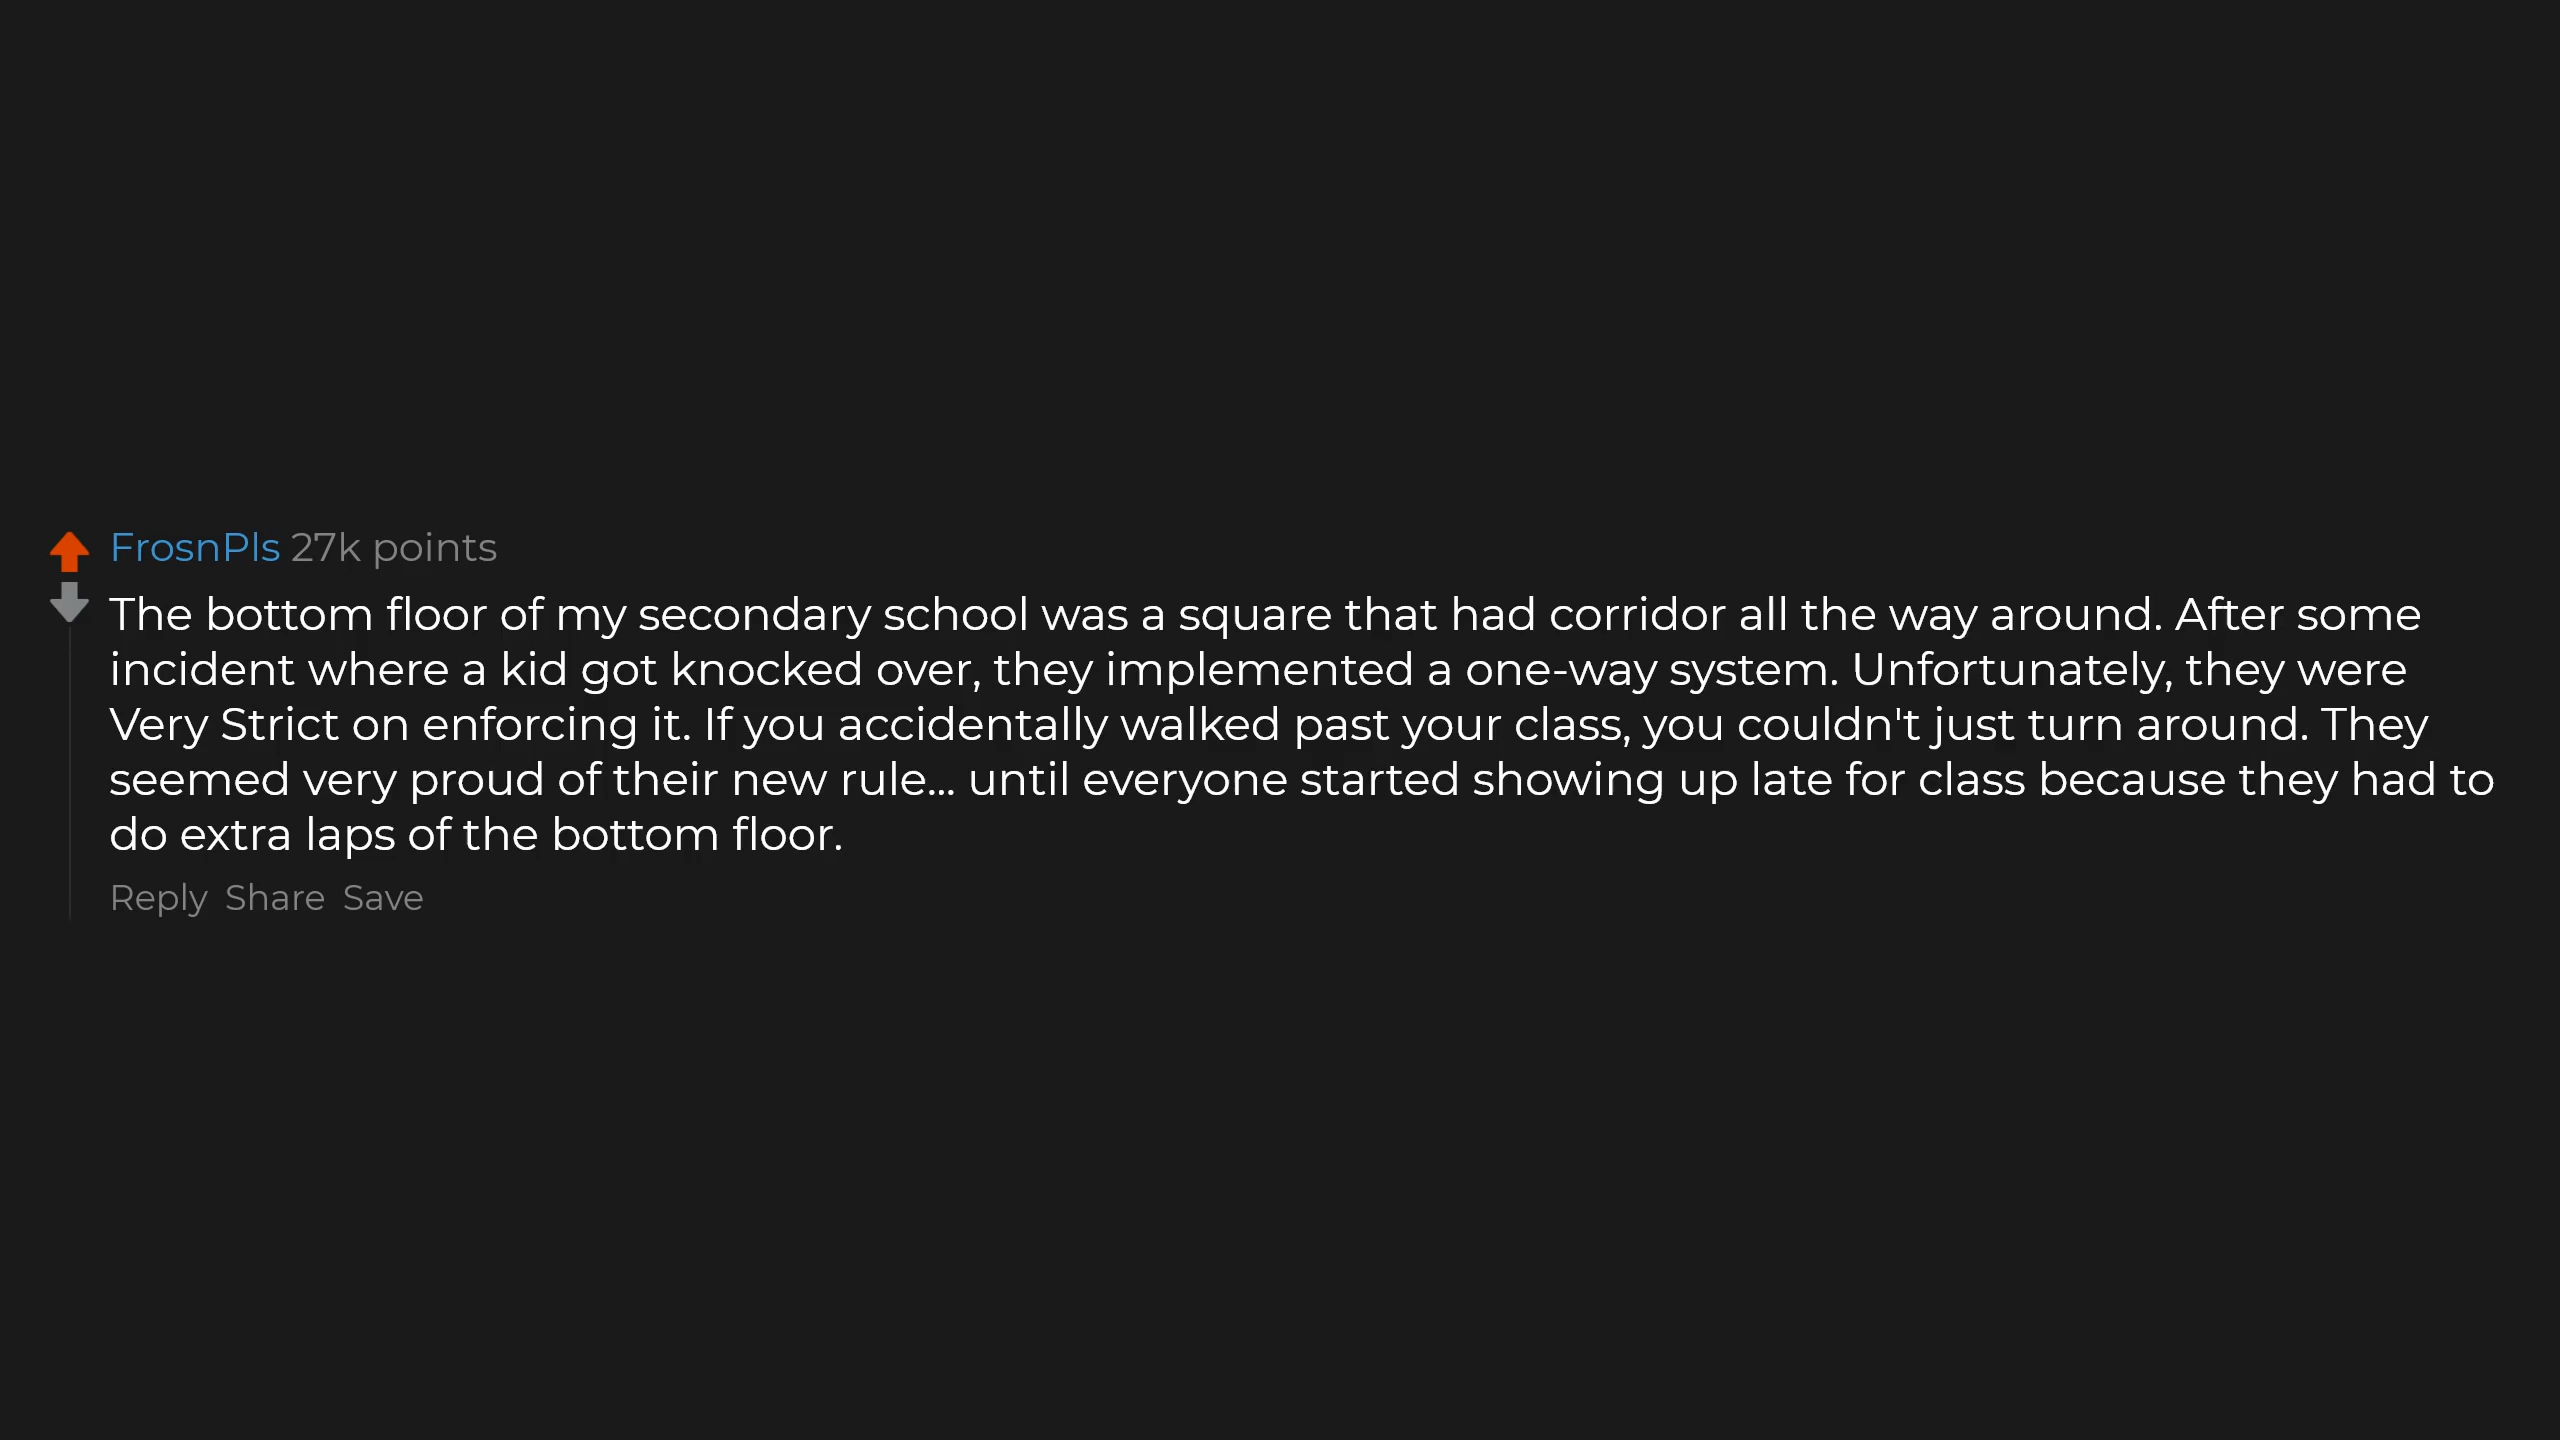 FrosnPls 27k points
The bottom floor of my secondary school was a square that had corridor all the way around. After some
incident where a kid got knocked over, they implemented a one-way system. Unfortunately, they were
Very Strict on enforcing it. If you accidentally walked past your class, you couldn't just turn around. They
seemed very proud of their new rule... until everyone started showing up late for class because they had to
do extra laps of the bottom floor.
Reply Share Save